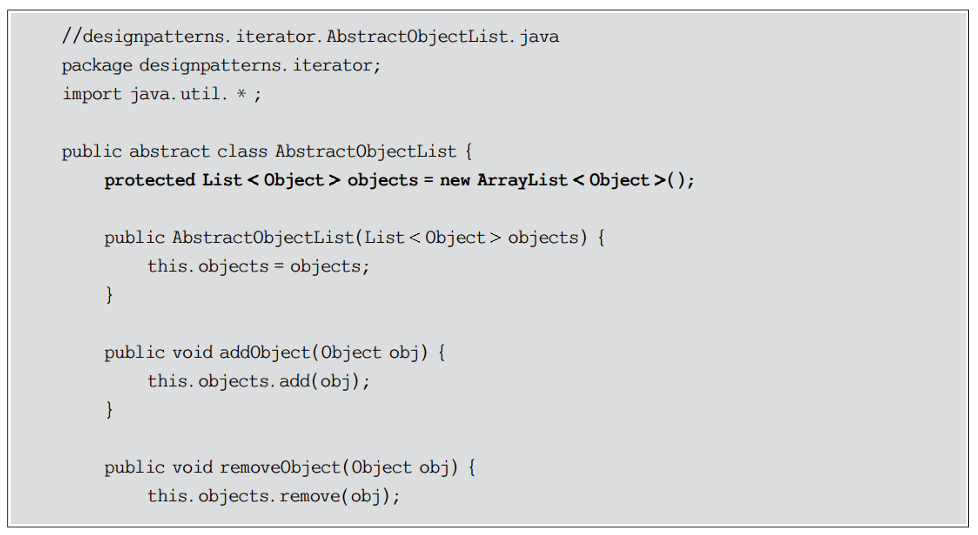 //designpatterns.iterator.AbstractObjectList.java
package designpatterns.iterator;
import java.util. * ;
public abstract class AbstractObjectList {
protected List < Object > objects = new ArrayList < Object >();
public AbstractObjectList(List < Object > objects) {
this.objects = objects;
}
public void addObject(Object obj) {
this.objects.add(obj);
}
public void removeObject(Object obj) {
this.objects.remove(obj);